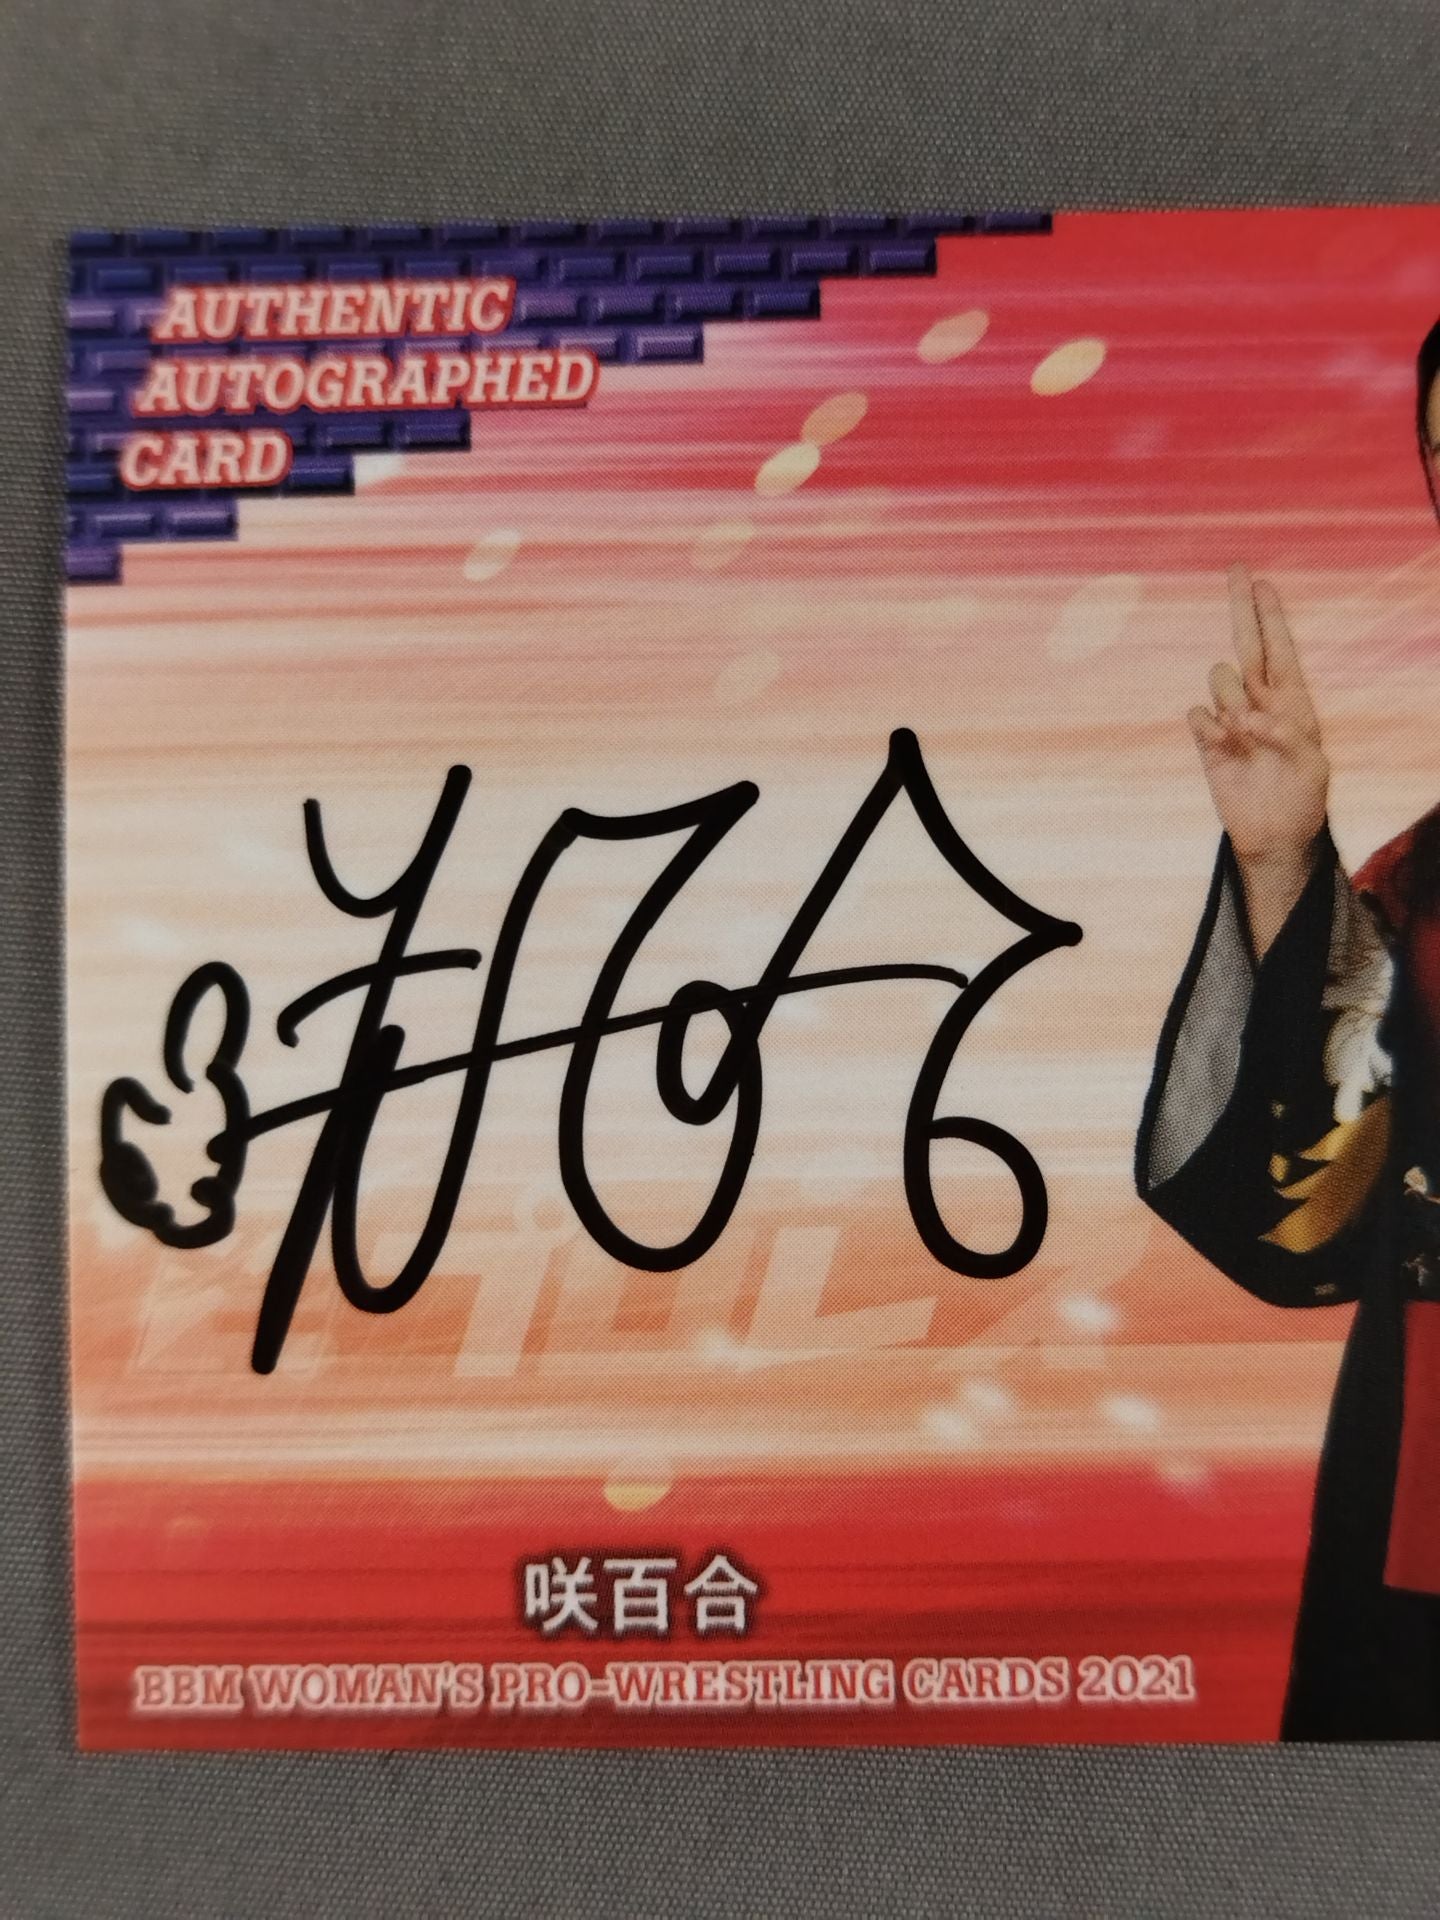 AUTHENTIC
AUTOGRAPHED
CARD
咲百合
BBM WOMAN'S PRO-WRESTLING CARDS 2021